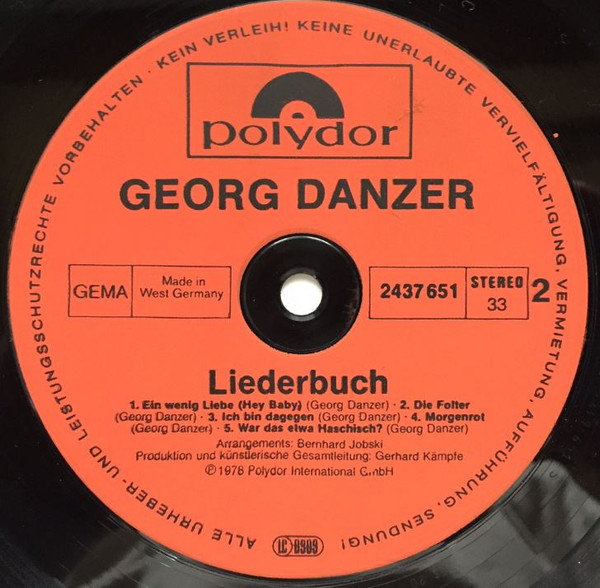 ALLE URHEBER- UND LEISTUNGSSCHUTZRECHTE VORBEHALTEN · KEIN VERLEIH! KEINE UNERLAUBTE VERVIELFÄLTIGUNG, VERMIETUNG, AUFFÜHRUNG, SENDUNG!
polydor
GEORG DANZER
GEMA
Made in
West Germany
2437 651
STEREO
33
2
Liederbuch
1. Ein wenig Liebe (Hey Baby) (Georg Danzer) · 2. Die Folter
(Georg Danzer) · 3. Ich bin dagegen (Georg Danzer) · 4. Morgenrot
(Georg Danzer) · 5. War das etwa Haschisch? (Georg Danzer)
Arrangements: Bernhard Jobski
Produktion und künstlerische Gesamtleitung: Gerhard Kämpfe
℗ 1978 Polydor International GmbH
LC 0309